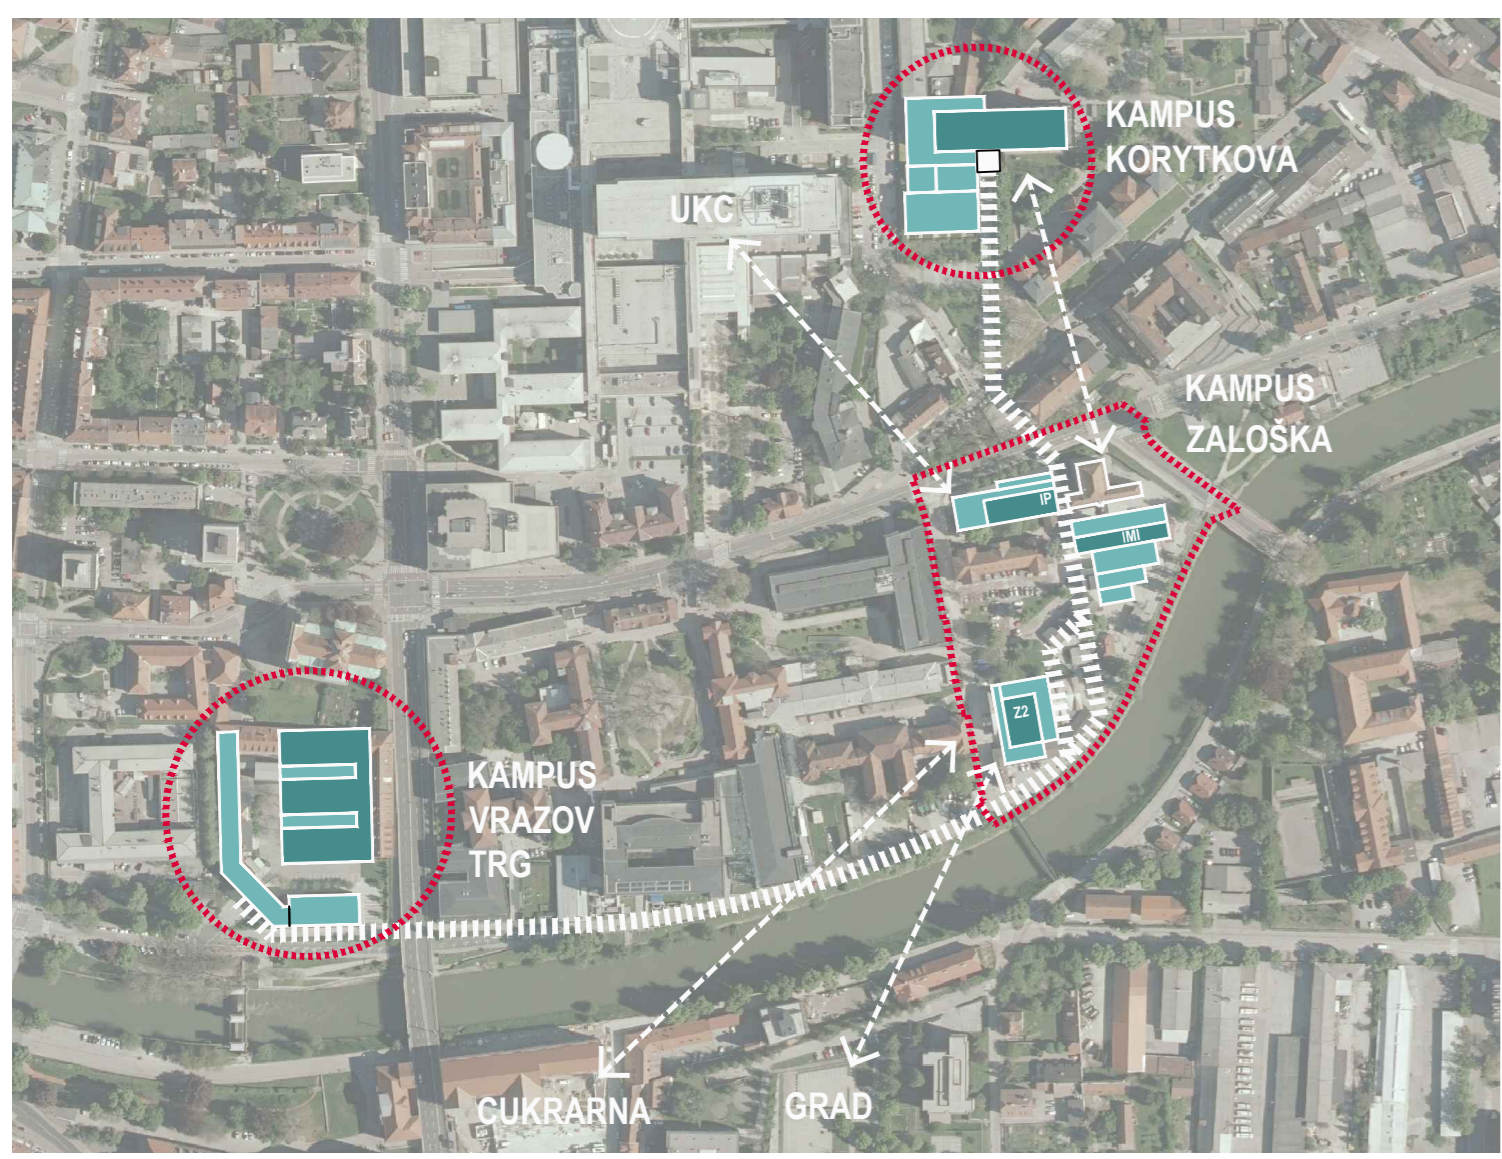 KAMPUS
KORYTKOVA
UKC
KAMPUS
ZALOŠKA
IP
IMI
Z2
KAMPUS
VRAZOV
TRG
CUKRARNA
GRAD